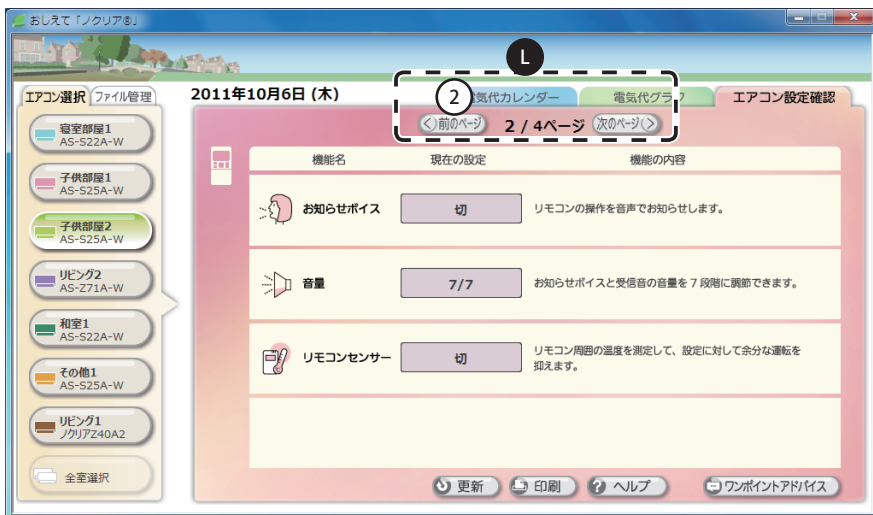 おしえて「ノクリア®」
L
エアコン選択 ファイル管理
2011年10月6日 (木)
2
気代カレンダー
電気代グラフ
エアコン設定確認
前のページ 2 / 4ページ 次のページ
寝室部屋1
AS-S22A-W
子供部屋1
AS-S25A-W
子供部屋2
AS-S25A-W
リビング2
AS-Z71A-W
和室1
AS-S22A-W
その他1
AS-S25A-W
リビング1
ノクリアZ40A2
全室選択
機能名 現在の設定 機能の内容
お知らせボイス 切 リモコンの操作を音声でお知らせします。
音量 7/7 お知らせボイスと受信音の音量を7段階に調節できます。
リモコンセンサー 切 リモコン周囲の温度を測定して、設定に対して余分な運転を
抑えます。
更新 印刷 ヘルプ ワンポイントアドバイス